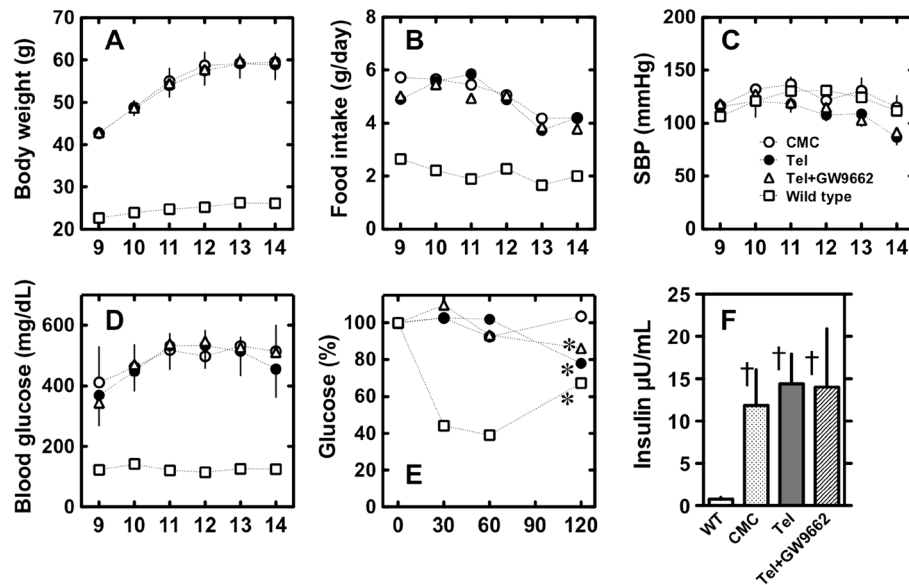 A
Body weight (g)
70
60
50
40
30
20
9 10 11 12 13 14
B
Food intake (g/day)
8
6
4
2
0
9 10 11 12 13 14
C
SBP (mmHg)
200
150
100
50
0
CMC
Tel
Tel+GW9662
Wild type
9 10 11 12 13 14
D
Blood glucose (mg/dL)
600
400
200
0
9 10 11 12 13 14
E
Glucose (%)
100
80
60
40
20
0
*
*
*
0 30 60 90 120
F
Insulin µU/mL
25
20
15
10
5
0
† † †
WT CMC Tel Tel+GW9662